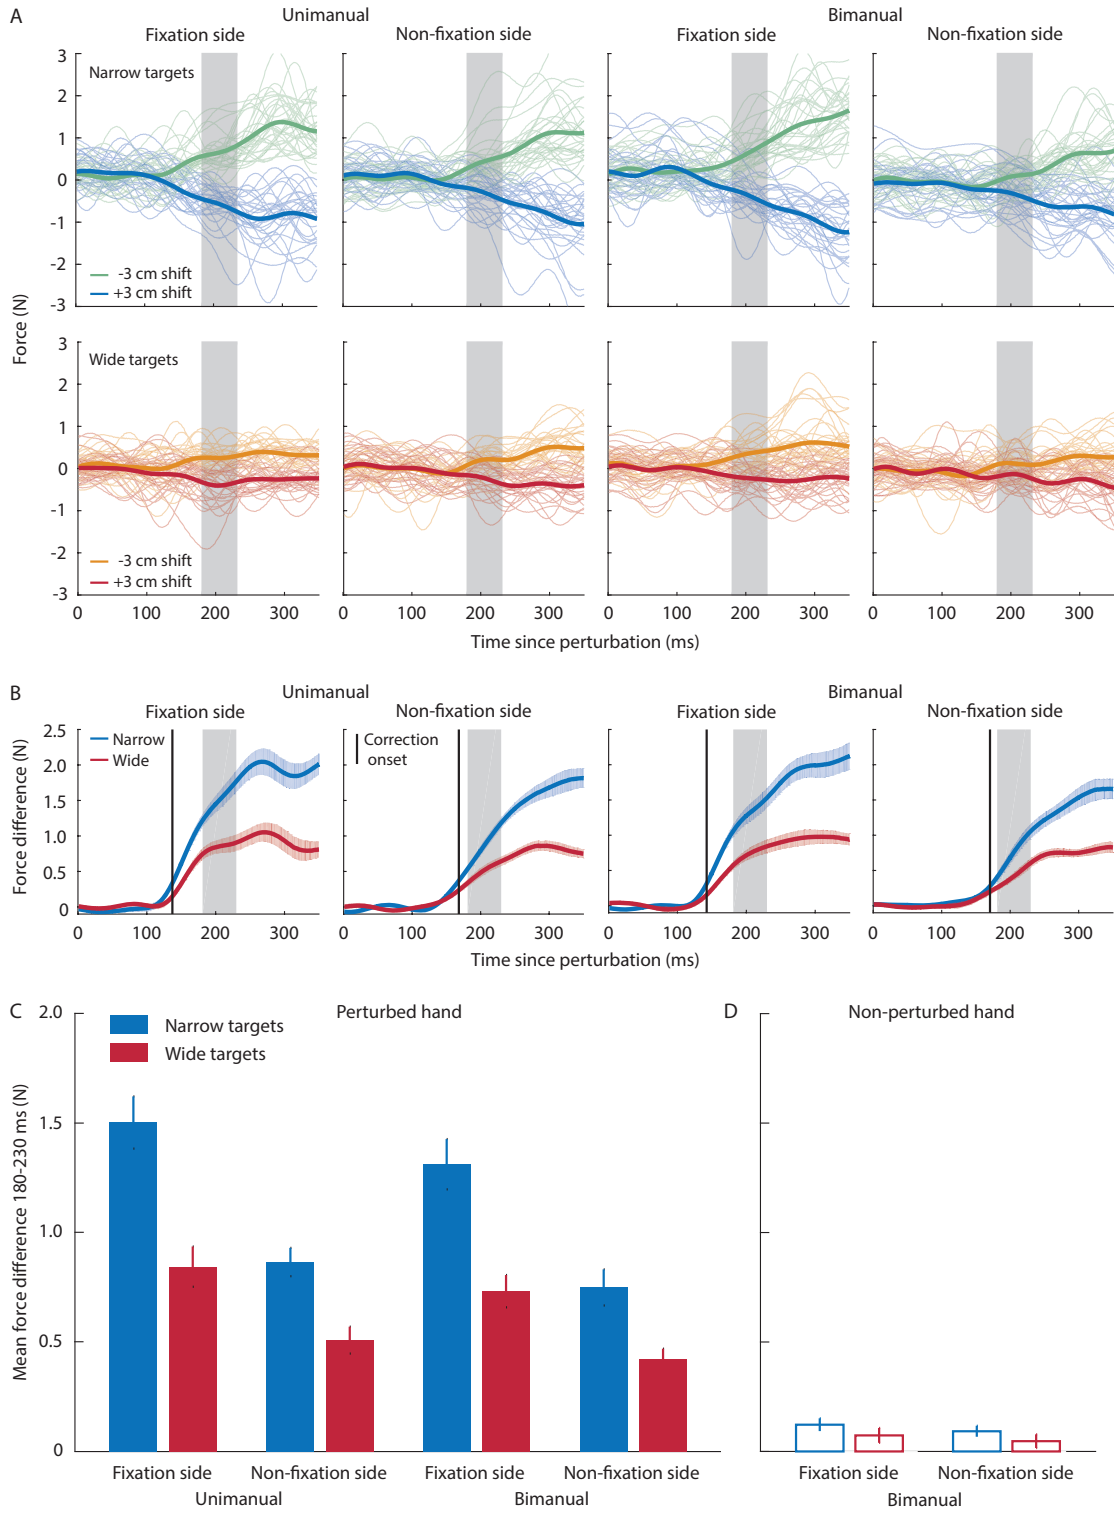 A
Unimanual
Bimanual
Fixation side
Non-fixation side
Fixation side
Non-fixation side
Narrow targets
3
2
1
0
-1
-2
-3
-3 cm shift
+3 cm shift
Force (N)
Wide targets
3
2
1
0
-1
-2
-3
-3 cm shift
+3 cm shift
0 100 200 300
0 100 200 300
0 100 200 300
0 100 200 300
Time since perturbation (ms)
B
Unimanual
Bimanual
Fixation side
Non-fixation side
Fixation side
Non-fixation side
Force difference (N)
2.5
2.0
1.5
1.0
0.5
0
Narrow
Wide
Correction
onset
0 100 200 300
0 100 200 300
0 100 200 300
0 100 200 300
Time since perturbation (ms)
C
Perturbed hand
Narrow targets
Wide targets
Mean force difference 180-230 ms (N)
2.0
1.5
1.0
0.5
0
Fixation side
Non-fixation side
Fixation side
Non-fixation side
Unimanual
Bimanual
D
Non-perturbed hand
Fixation side
Non-fixation side
Bimanual